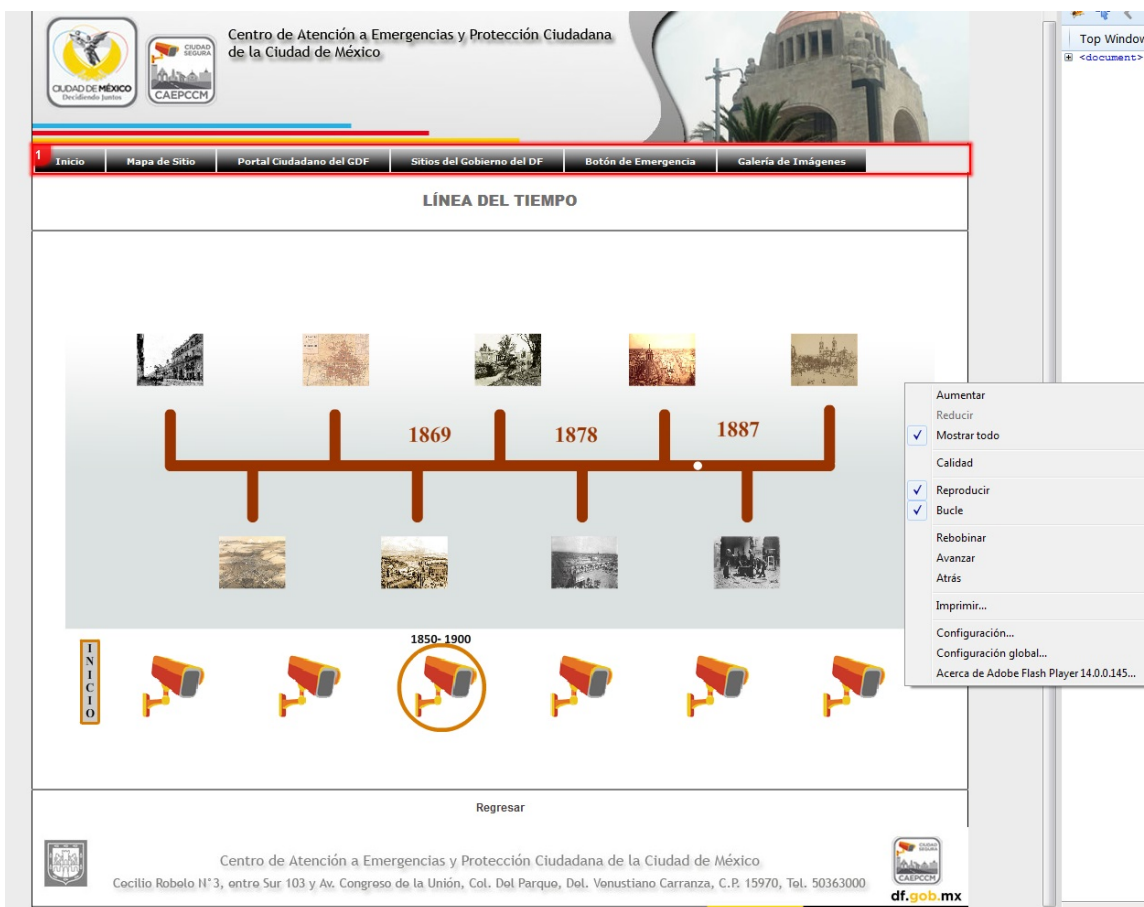 CIUDAD DE MÉXICO
Decidiendo Juntos
CIUDAD
SEGURA
CAEPCCM
Centro de Atención a Emergencias y Protección Ciudadana
de la Ciudad de México
Top Window
<document>
1
Inicio
Mapa de Sitio
Portal Ciudadano del GDF
Sitios del Gobierno del DF
Botón de Emergencia
Galería de Imágenes
LÍNEA DEL TIEMPO
1869
1878
1887
Aumentar
Reducir
Mostrar todo
Calidad
Reproducir
Bucle
Rebobinar
Avanzar
Atrás
Imprimir...
Configuración...
Configuración global...
Acerca de Adobe Flash Player 14.0.0.145...
INICIO
1850- 1900
Regresar
Centro de Atención a Emergencias y Protección Ciudadana de la Ciudad de México
Cecilio Robelo N°3, entre Sur 103 y Av. Congreso de la Unión, Col. Del Parque, Del. Venustiano Carranza, C.P. 15970, Tel. 50363000
CIUDAD
SEGURA
CAEPCCM
df.gob.mx